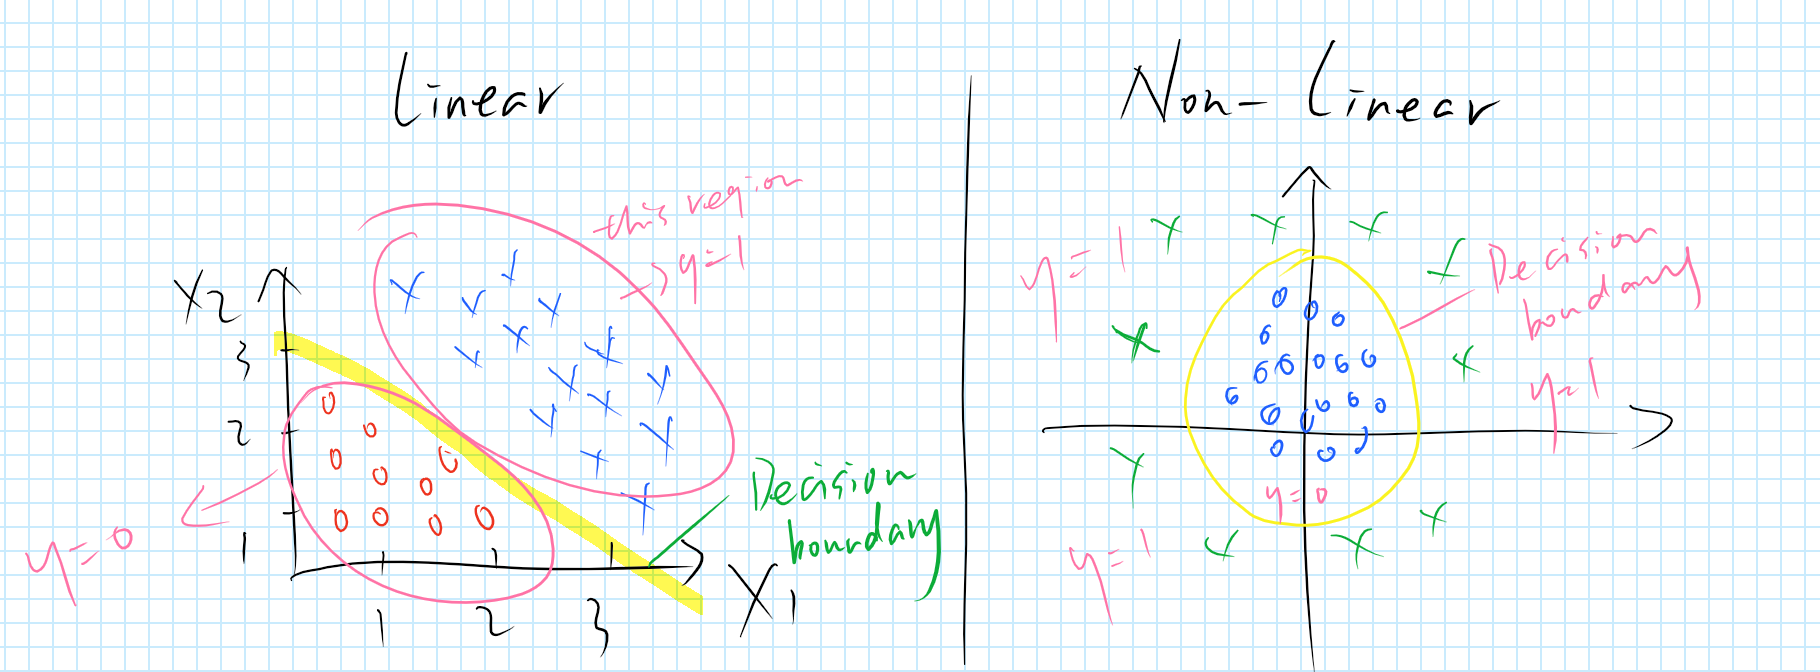 Linear
this region
y=1
X2
3
2
1
1
2
3
X1
y=0
Decision
boundary
Non-Linear
y=1
Decision
boundary
y=1
y=0
y=1